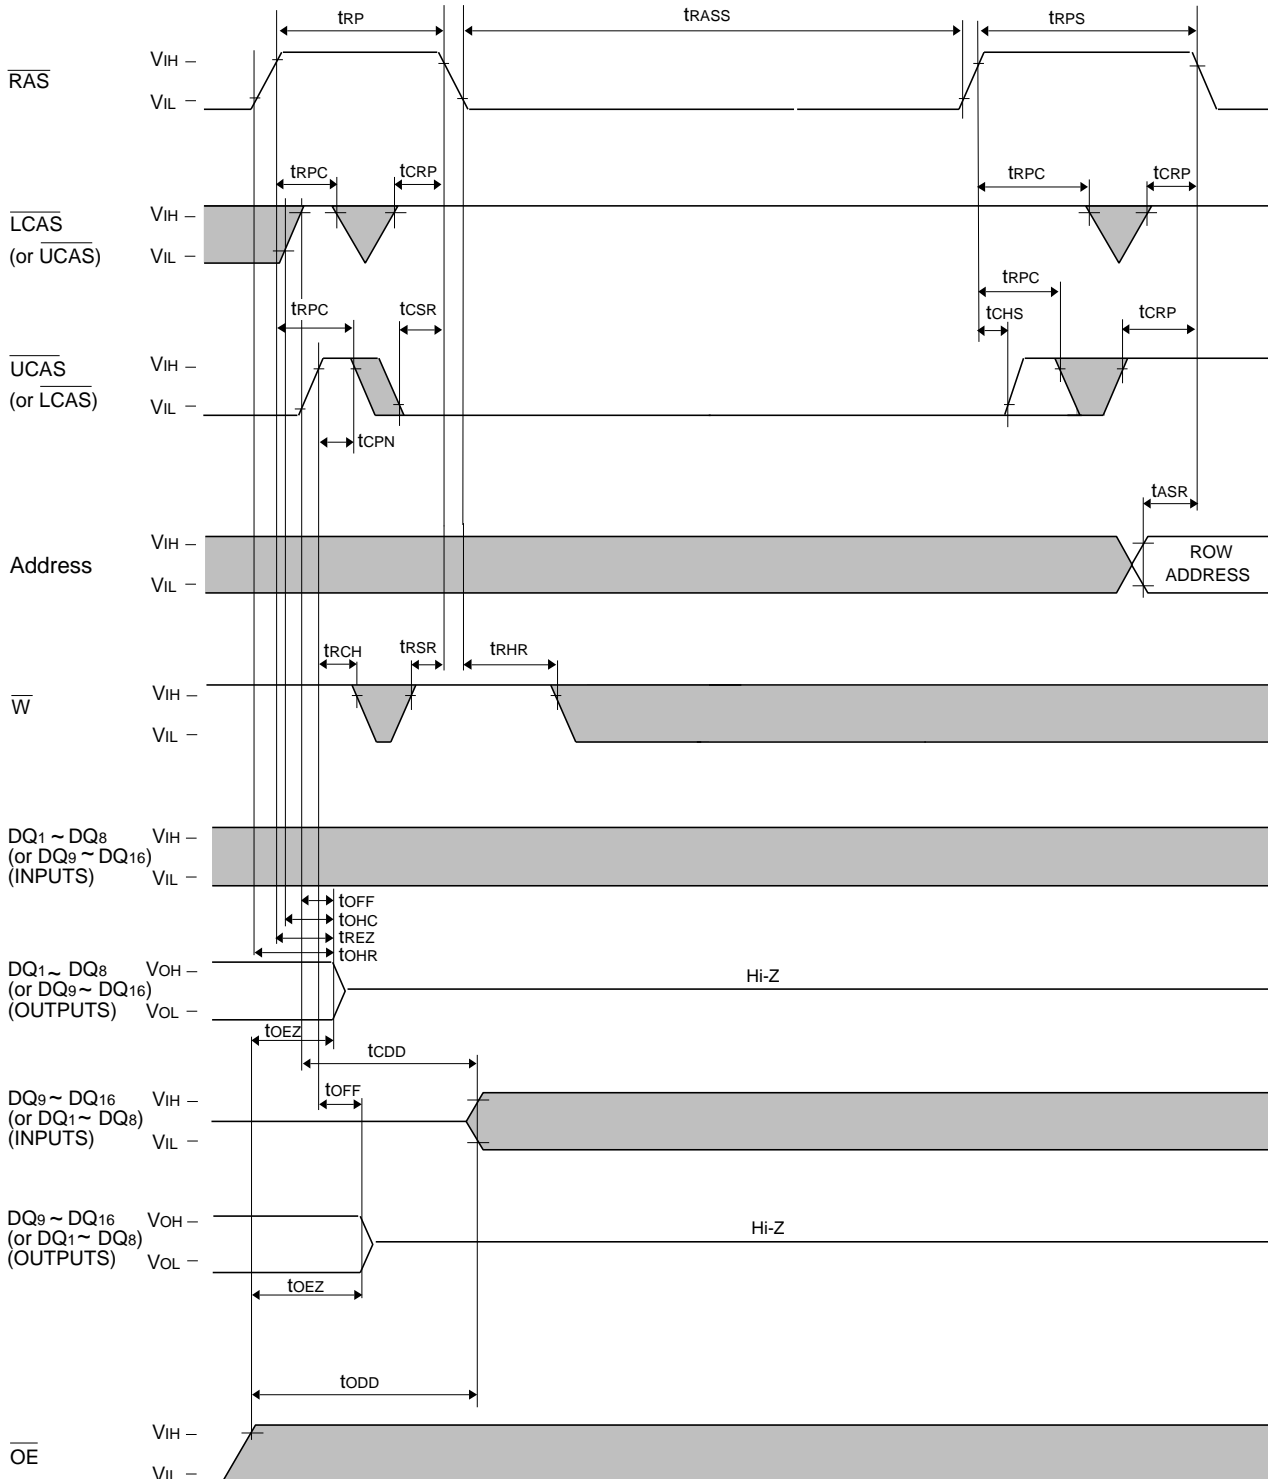 tRP
tRASS
tRPS
RAS
VIH –
VIL –
tRPC
tCRP
tRPC
tCRP
LCAS
(or UCAS)
VIH –
VIL –
tRPC
tCSR
tRPC
tCHS
tCRP
UCAS
(or LCAS)
VIH –
VIL –
tCPN
tASR
Address
VIH –
VIL –
ROW
ADDRESS
tRCH
tRSR
tRHR
W
VIH –
VIL –
DQ1 ~ DQ8
(or DQ9 ~ DQ16)
(INPUTS)
VIH –
VIL –
tOFF
tOHC
tREZ
tOHR
DQ1 ~ DQ8
(or DQ9 ~ DQ16)
(OUTPUTS)
VOH –
VOL –
Hi-Z
tOEZ
tCDD
tOFF
DQ9 ~ DQ16
(or DQ1 ~ DQ8)
(INPUTS)
VIH –
VIL –
DQ9 ~ DQ16
(or DQ1 ~ DQ8)
(OUTPUTS)
VOH –
VOL –
Hi-Z
tOEZ
tODD
OE
VIH –
VIL –